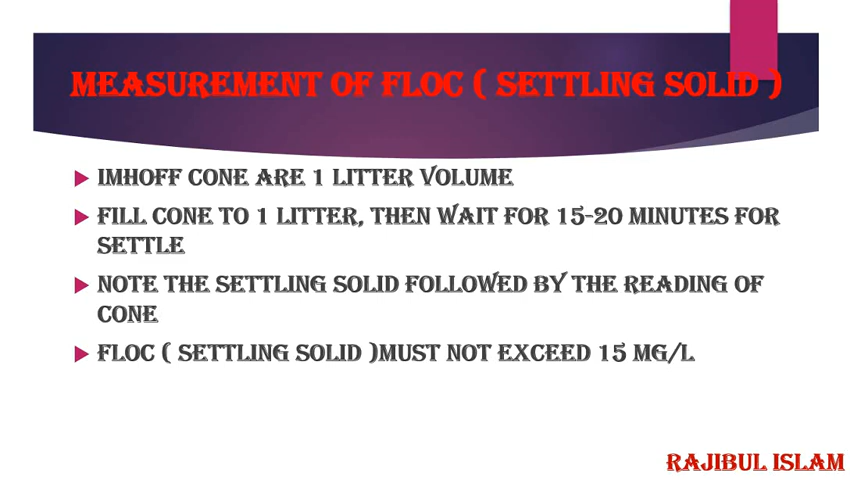 MEASUREMENT OF FLOC ( SETTLING SOLID )
IMHOFF CONE ARE 1 LITTER VOLUME
FILL CONE TO 1 LITTER, THEN WAIT FOR 15-20 MINUTES FOR
SETTLE
NOTE THE SETTLING SOLID FOLLOWED BY THE READING OF
CONE
FLOC ( SETTLING SOLID )MUST NOT EXCEED 15 MG/L
RAJIBUL ISLAM